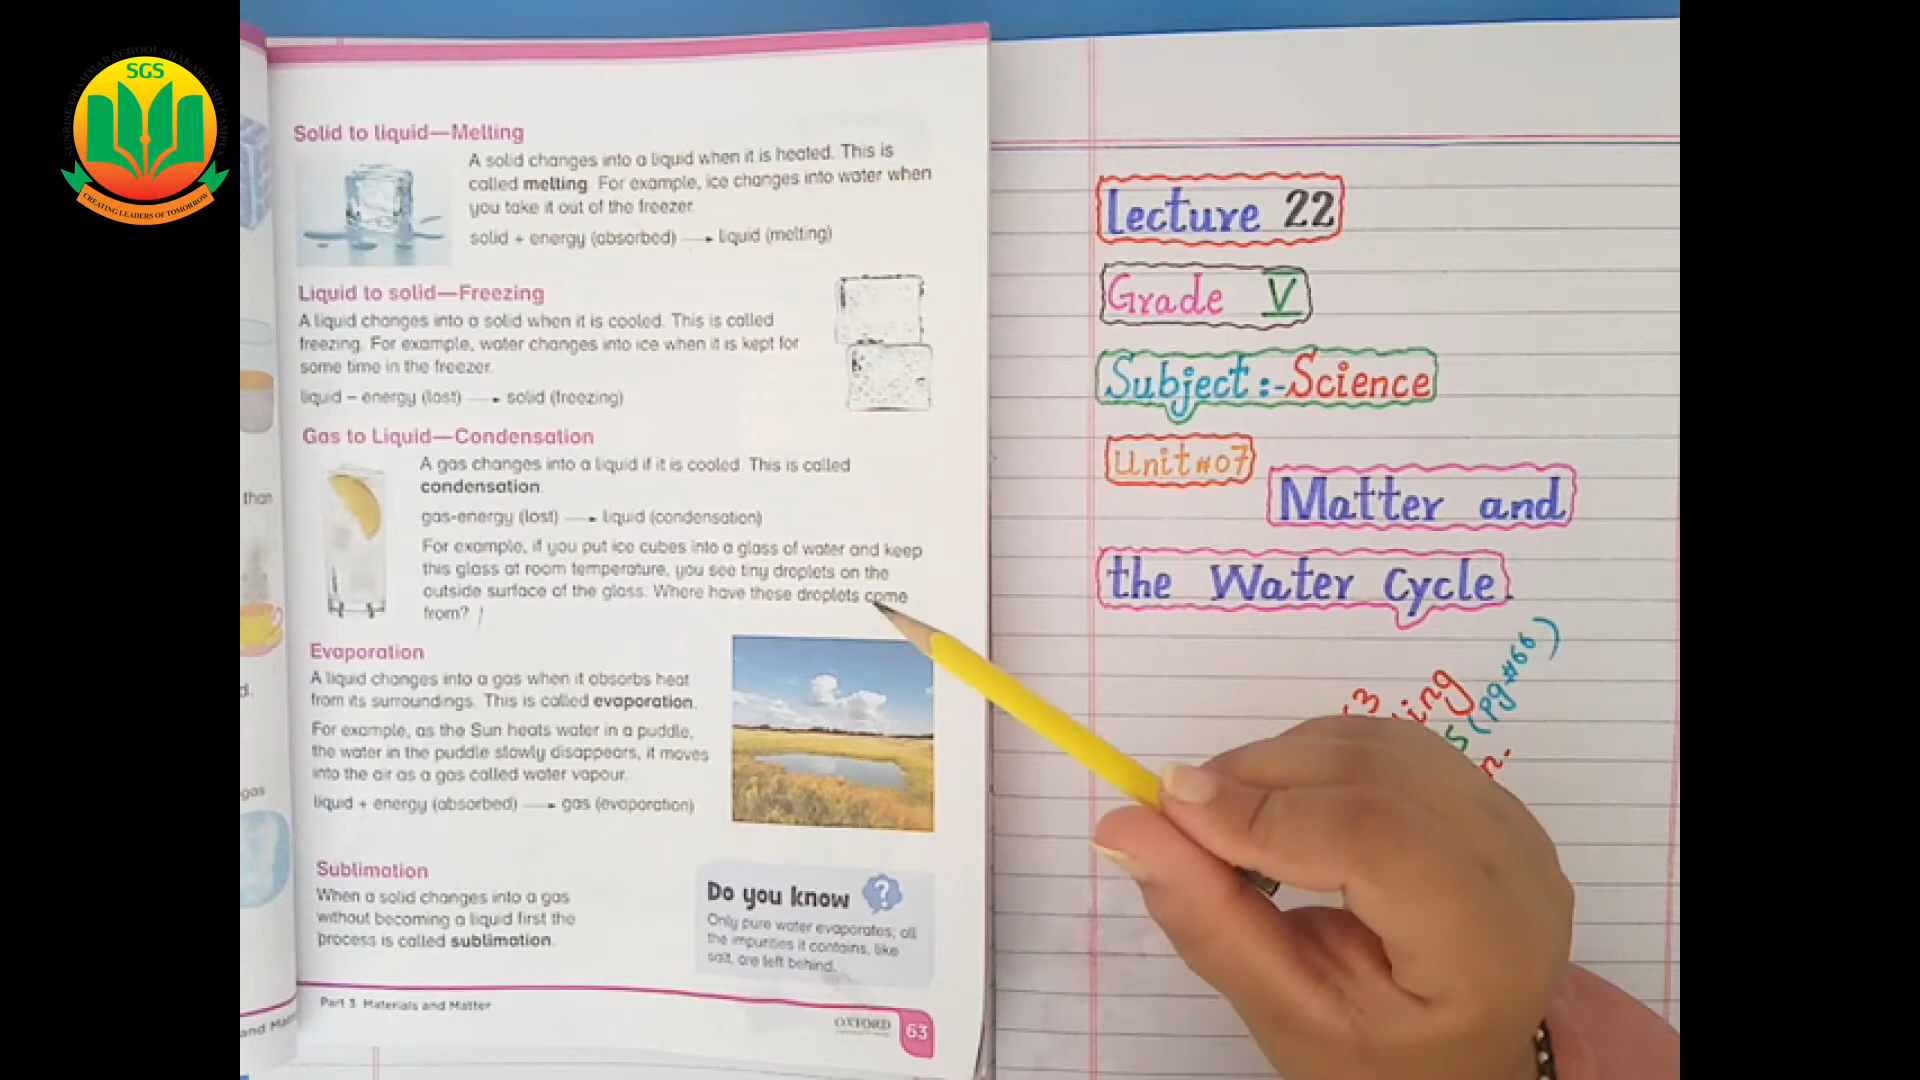 SUNRISE GRAMMAR SCHOOL SHAKARGARH CAMPUS
SGS
CREATING LEADERS OF TOMORROW
Solid to liquid—Melting
A solid changes into a liquid when it is heated. This is
called melting. For example, ice changes into water when
you take it out of the freezer.
solid + energy (absorbed) → liquid (melting)
Liquid to solid—Freezing
A liquid changes into a solid when it is cooled. This is called
freezing. For example, water changes into ice when it is kept for
some time in the freezer.
liquid – energy (lost) → solid (freezing)
Gas to Liquid—Condensation
A gas changes into a liquid if it is cooled. This is called
condensation.
gas-energy (lost) → liquid (condensation)
For example, if you put ice cubes into a glass of water and keep
this glass at room temperature, you see tiny droplets on the
outside surface of the glass. Where have these droplets come
from?
Evaporation
A liquid changes into a gas when it absorbs heat
from its surroundings. This is called evaporation.
For example, as the Sun heats water in a puddle,
the water in the puddle slowly disappears, it moves
into the air as a gas called water vapour.
liquid + energy (absorbed) → gas (evaporation)
Sublimation
When a solid changes into a gas
without becoming a liquid first the
process is called sublimation.
Do you know ?
Only pure water evaporates; all
the impurities it contains, like
salt, are left behind.
Part 3 Materials and Matter
OXFORD
63
than
d.
gas
and Matt
Lecture 22
Grade V
Subject:-Science
Unit#07
Matter and
the Water Cycle.
3
ing
s (Pg#66)
n.